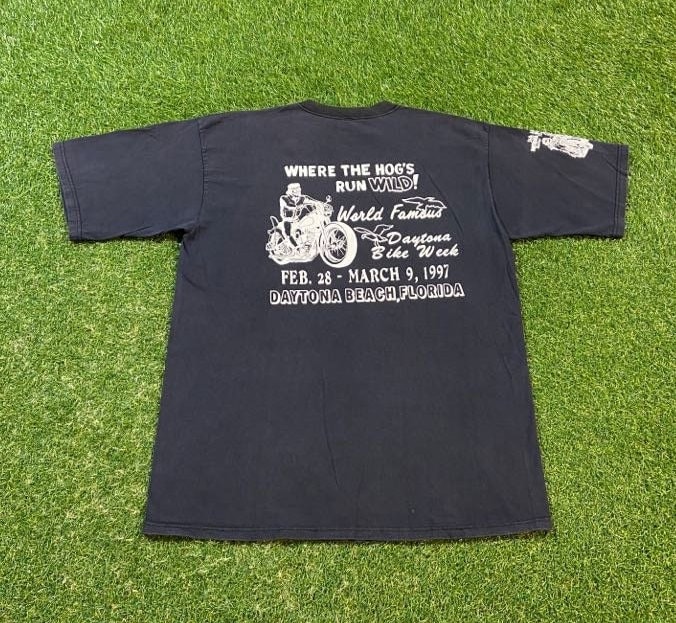 WHERE THE HOG'S
RUN WILD!
World Famous
Daytona
Bike Week
FEB. 28 - MARCH 9, 1997
DAYTONA BEACH, FLORIDA